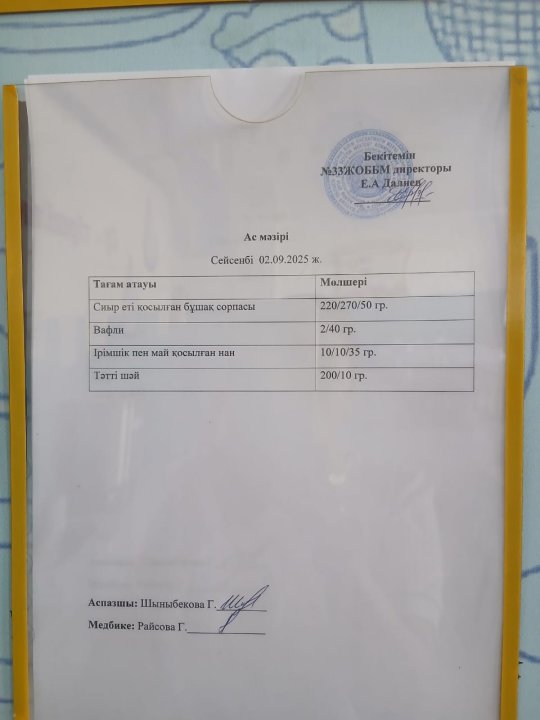 Бекітемін
№33ЖОББМ директоры
Е.А Далиев
Ас мәзірі
Сейсенбі 02.09.2025 ж.
Тағам атауы Мөлшері
Сиыр еті қосылған бұшақ сорпасы 220/270/50 гр.
Вафли 2/40 гр.
Ірімшік пен май қосылған нан 10/10/35 гр.
Тәтті шәй 200/10 гр.
Аспазшы: Шыныбекова Г.
Медбике: Райсова Г.